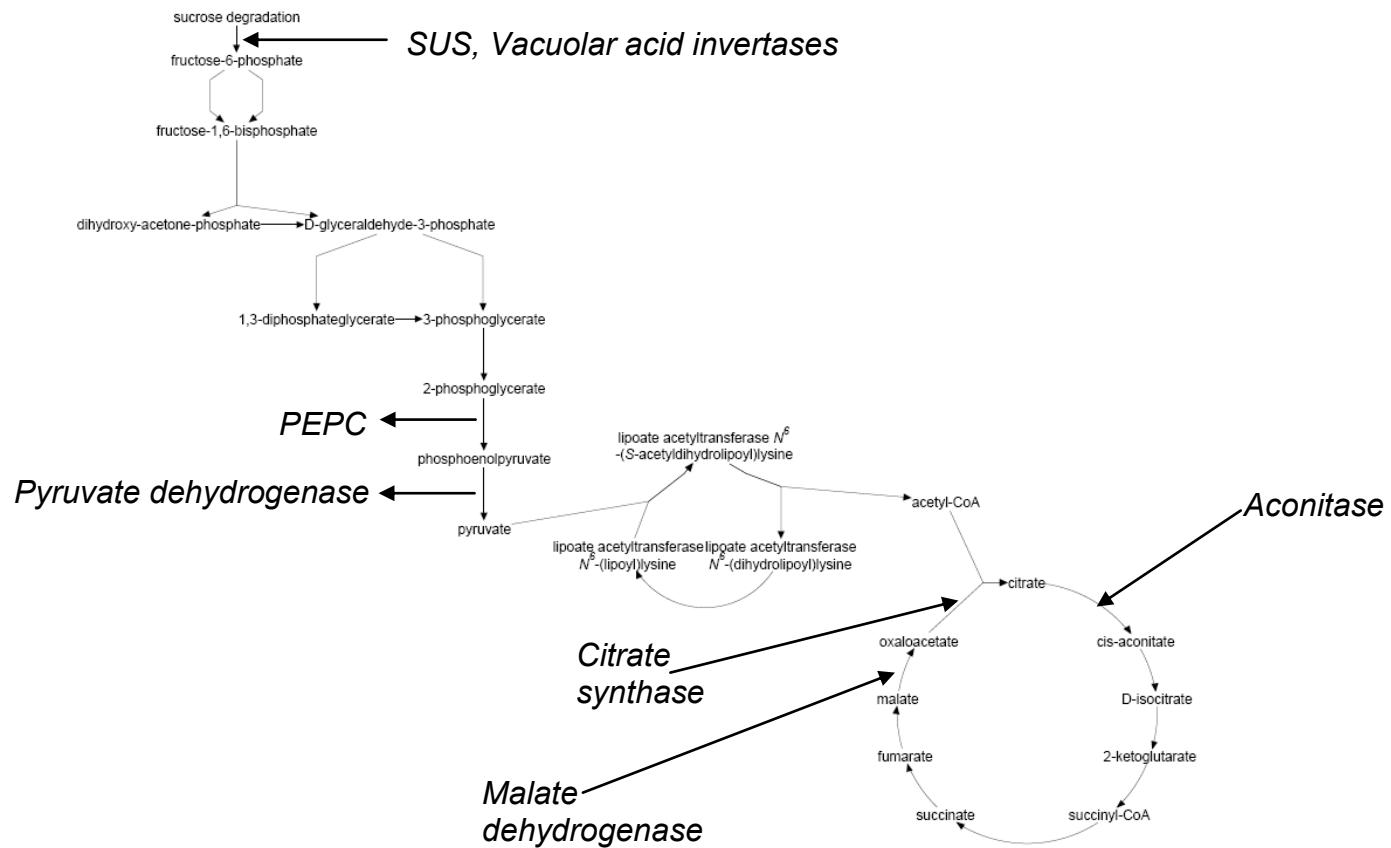 sucrose degradation
SUS, Vacuolar acid invertases
fructose-6-phosphate
fructose-1,6-bisphosphate
dihydroxy-acetone-phosphate
D-glyceraldehyde-3-phosphate
1,3-diphosphateglycerate
3-phosphoglycerate
2-phosphoglycerate
PEPC
phosphoenolpyruvate
Pyruvate dehydrogenase
pyruvate
lipoate acetyltransferase N⁶
-(S-acetyldihydrolipoyl)lysine
lipoate acetyltransferase
N⁶-(lipoyl)lysine
lipoate acetyltransferase
N⁶-(dihydrolipoyl)lysine
acetyl-CoA
Aconitase
citrate
Citrate
synthase
oxaloacetate
cis-aconitate
malate
D-isocitrate
fumarate
2-ketoglutarate
Malate
dehydrogenase
succinate
succinyl-CoA